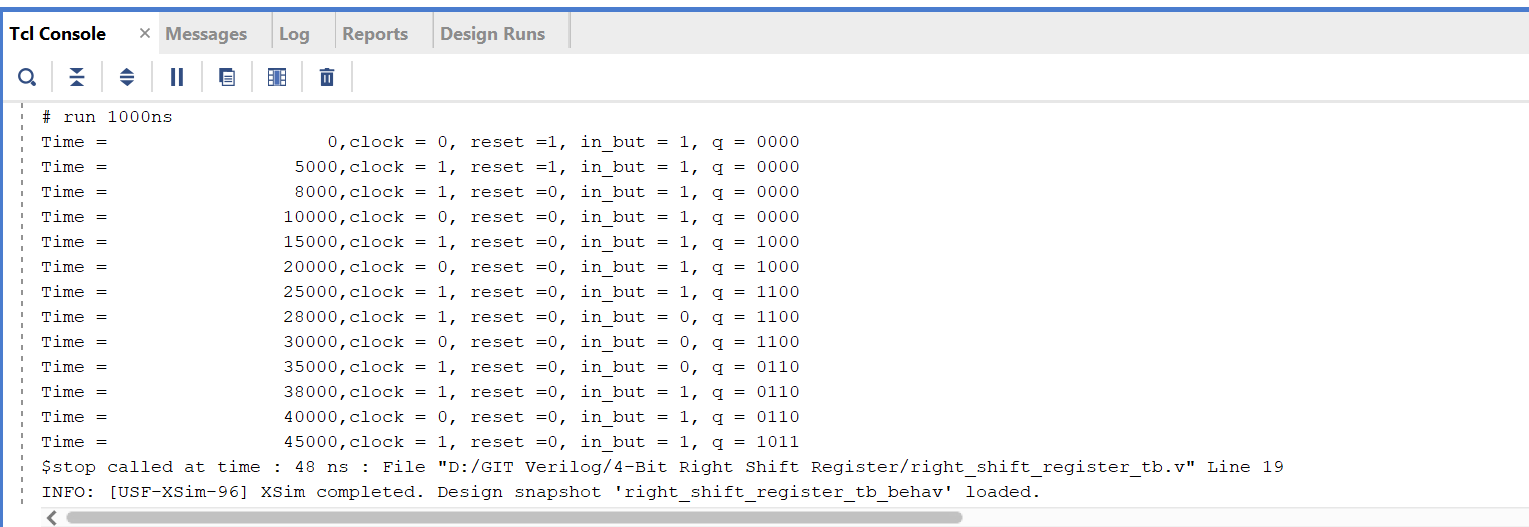 Tcl Console × Messages Log Reports Design Runs
# run 1000ns
Time =                    0,clock = 0, reset =1, in_but = 1, q = 0000
Time =                 5000,clock = 1, reset =1, in_but = 1, q = 0000
Time =                 8000,clock = 1, reset =0, in_but = 1, q = 0000
Time =                10000,clock = 0, reset =0, in_but = 1, q = 0000
Time =                15000,clock = 1, reset =0, in_but = 1, q = 1000
Time =                20000,clock = 0, reset =0, in_but = 1, q = 1000
Time =                25000,clock = 1, reset =0, in_but = 1, q = 1100
Time =                28000,clock = 1, reset =0, in_but = 0, q = 1100
Time =                30000,clock = 0, reset =0, in_but = 0, q = 1100
Time =                35000,clock = 1, reset =0, in_but = 0, q = 0110
Time =                38000,clock = 1, reset =0, in_but = 1, q = 0110
Time =                40000,clock = 0, reset =0, in_but = 1, q = 0110
Time =                45000,clock = 1, reset =0, in_but = 1, q = 1011
$stop called at time : 48 ns : File "D:/GIT Verilog/4-Bit Right Shift Register/right_shift_register_tb.v" Line 19
INFO: [USF-XSim-96] XSim completed. Design snapshot 'right_shift_register_tb_behav' loaded.